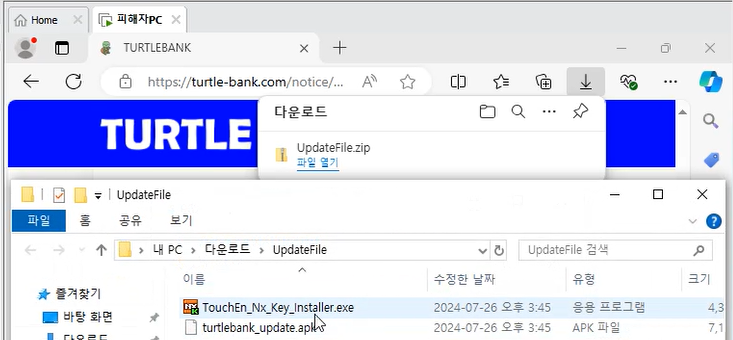 Home
피해자PC
TURTLEBANK
https://turtle-bank.com/notice/...
TURTLE
다운로드
UpdateFile.zip
파일 열기
UpdateFile
파일 홈 공유 보기
내 PC > 다운로드 > UpdateFile
UpdateFile 검색
이름 수정한 날짜 유형 크기
즐겨찾기
바탕 화면
다운로드
TouchEn_Nx_Key_Installer.exe 2024-07-26 오후 3:45 응용 프로그램 4,3
turtlebank_update.apk 2024-07-26 오후 3:45 APK 파일 7,1